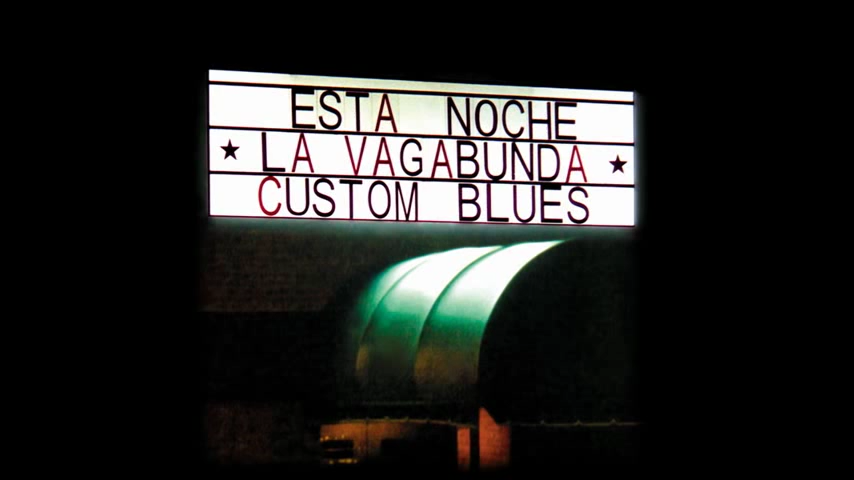 ESTA NOCHE
★ LA VAGABUNDA ★
CUSTOM BLUES